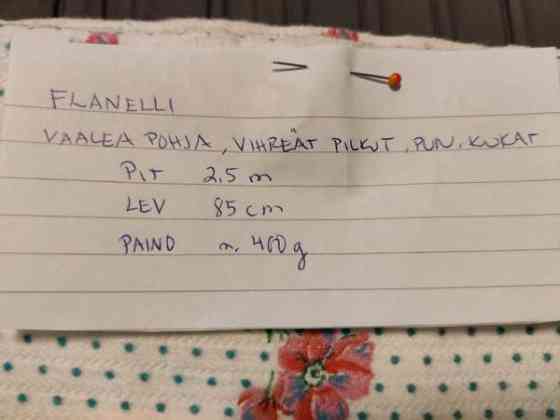 FLANELLI
VAALEA POHJA, VIHREÄT PILKUT, PUN. KUKAT
PIT 2,5 m
LEV 85 cm
PAINO n. 400 g